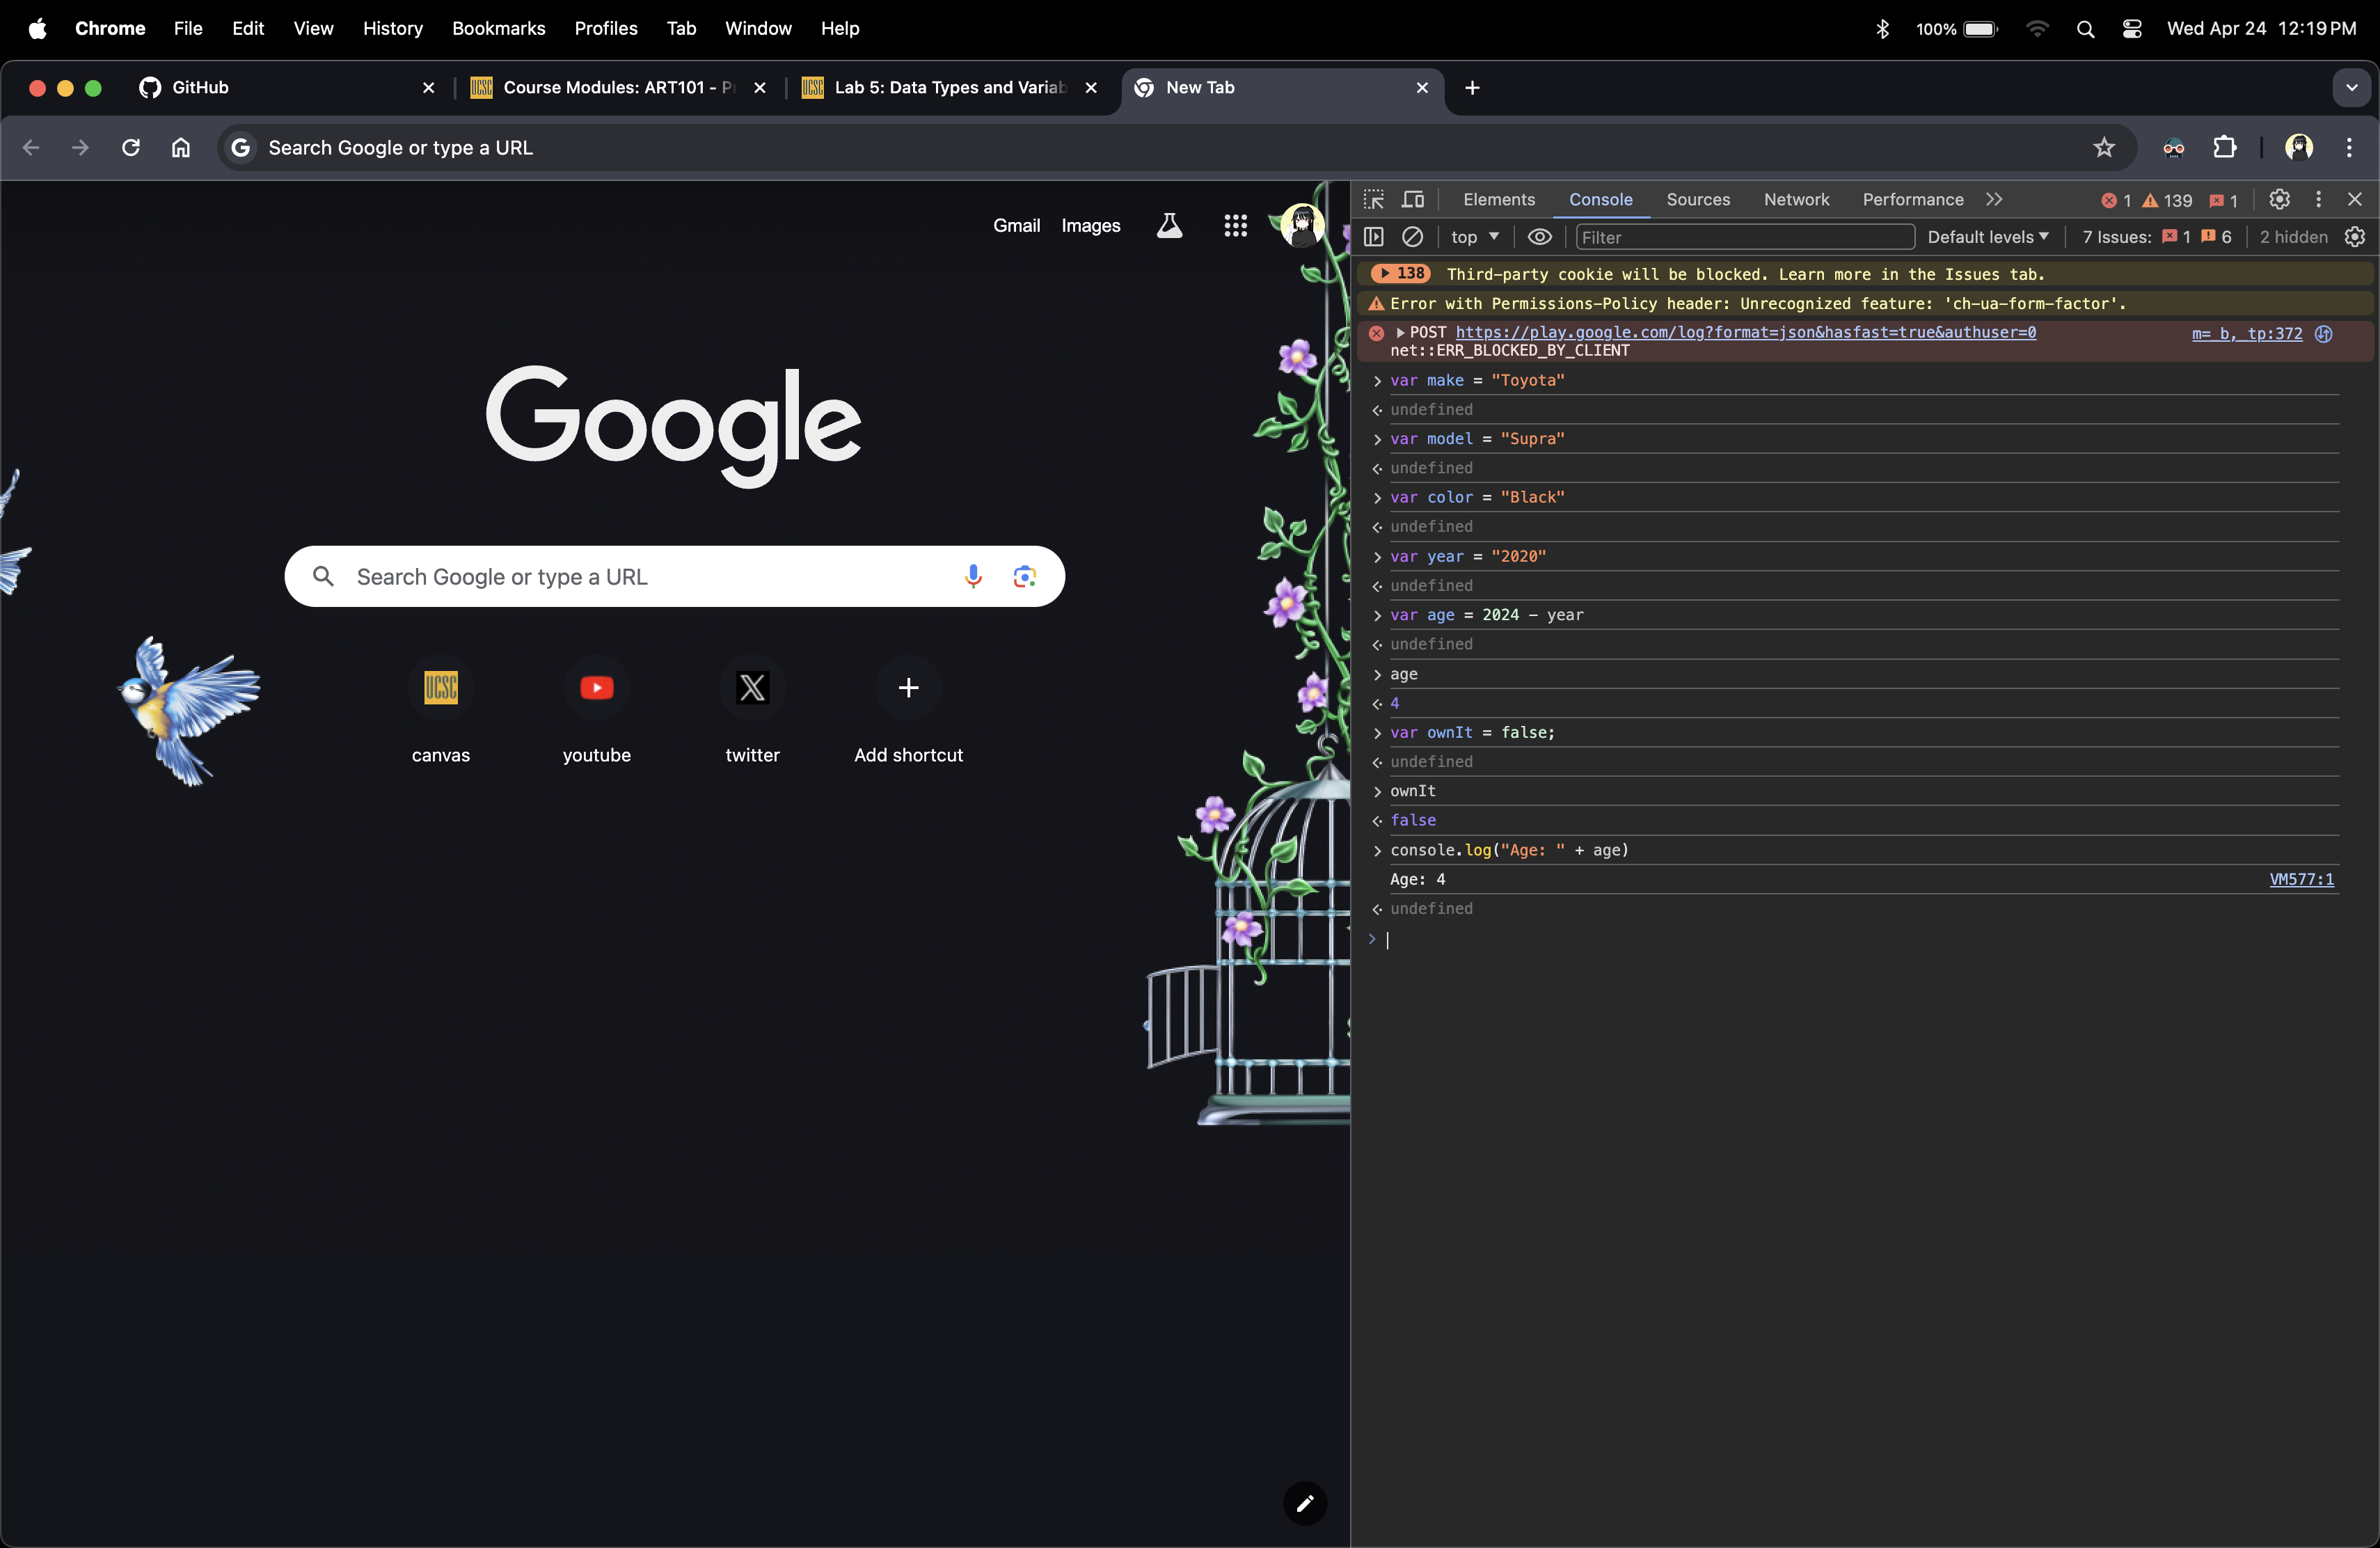 Chrome File Edit View History Bookmarks Profiles Tab Window Help 100% Wed Apr 24 12:19 PM
GitHub Course Modules: ART101 - Lab 5: Data Types and Variab New Tab
Search Google or type a URL
Gmail Images
Google
Search Google or type a URL
UCSC
canvas youtube twitter Add shortcut
Elements Console Sources Network Performance 1 139 1
top Filter Default levels 7 Issues: 1 6 2 hidden
138 Third-party cookie will be blocked. Learn more in the Issues tab.
Error with Permissions-Policy header: Unrecognized feature: 'ch-ua-form-factor'.
POST https://play.google.com/log?format=json&hasfast=true&authuser=0 m=_b,_tp:372
net::ERR_BLOCKED_BY_CLIENT
var make = "Toyota"
undefined
var model = "Supra"
undefined
var color = "Black"
undefined
var year = "2020"
undefined
var age = 2024 - year
undefined
age
4
var ownIt = false;
undefined
ownIt
false
console.log("Age: " + age)
Age: 4 VM577:1
undefined